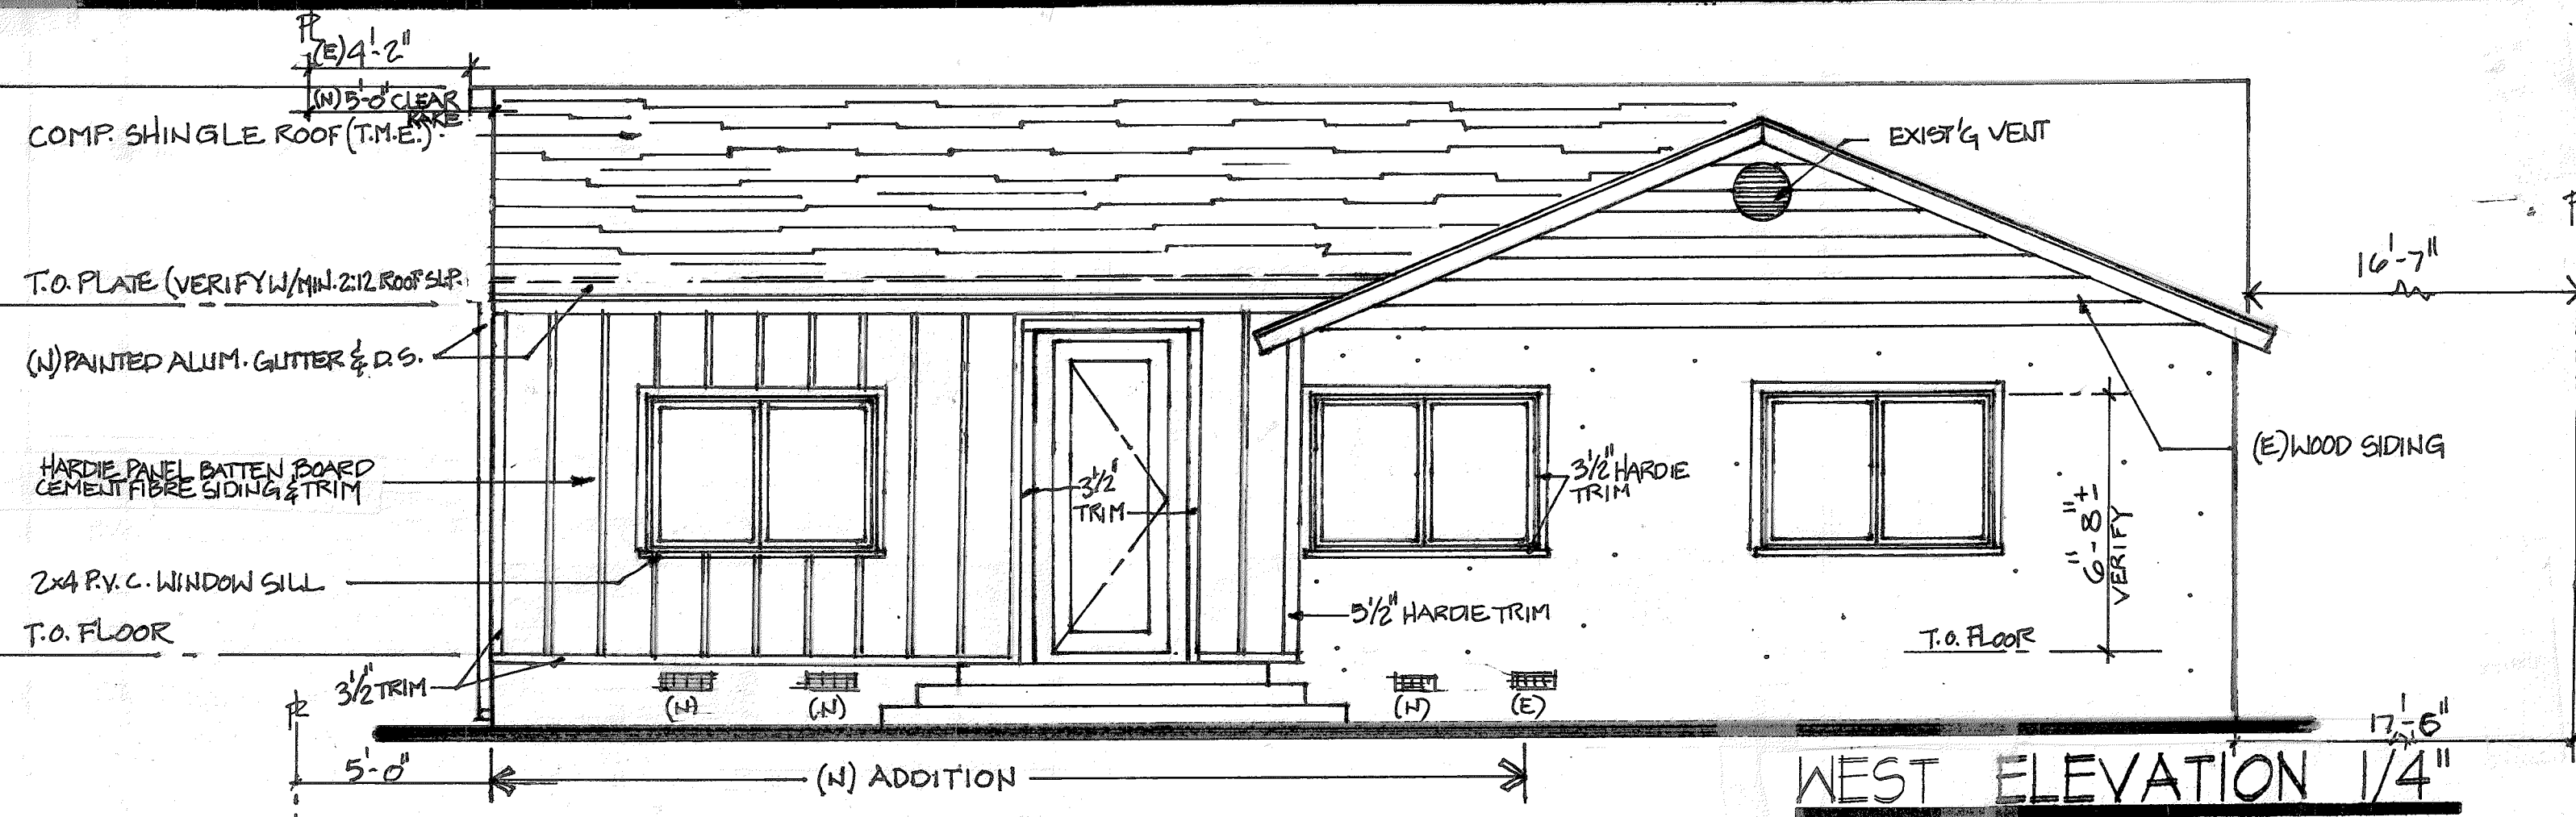 PL
(E) 4'-2"
(N) 5'-0" CLEAR
RAKE
COMP. SHINGLE ROOF (T.M.E.)
EXIST'G VENT
T.O. PLATE (VERIFY W/MIN. 2:12 ROOF SLP.
16'-7"
(N) PAINTED ALUM. GUTTER & D.S.
HARDIE PANEL BATTEN BOARD
CEMENT FIBRE SIDING & TRIM
3 1/2"
TRIM
3 1/2" HARDIE
TRIM
(E) WOOD SIDING
6"-8"±
VERIFY
2x4 P.V.C. WINDOW SILL
5 1/2" HARDIE TRIM
T.O. FLOOR
T.O. FLOOR
3 1/2" TRIM
(N)
(N)
(N)
(E)
PL
5'-0"
(N) ADDITION
17'-6"
WEST ELEVATION 1/4"